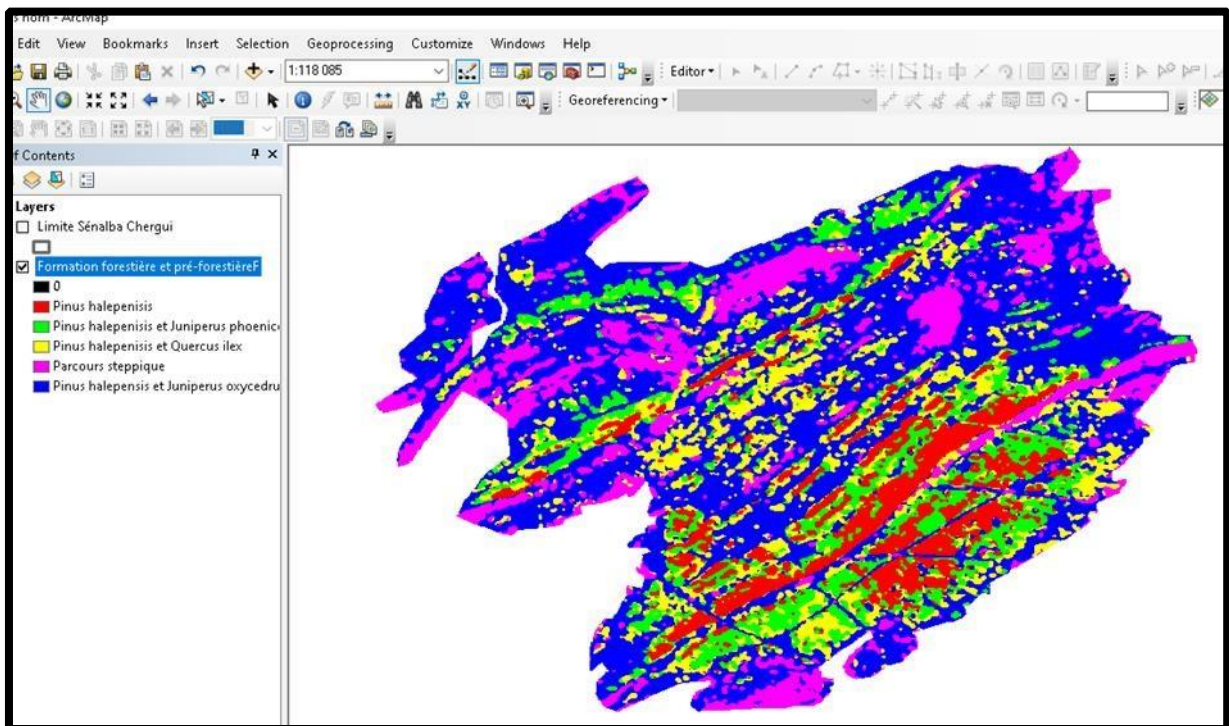 s nom - ArcMap
Edit View Bookmarks Insert Selection Geoprocessing Customize Windows Help
1:118 085 Editor
Georeferencing
f Contents
Layers
Limite Sénalba Chergui
Formation forestière et pré-forestièreF
0
Pinus halepenisis
Pinus halepenisis et Juniperus phoenic
Pinus halepenisis et Quercus ilex
Parcours steppique
Pinus halepensis et Juniperus oxycedru